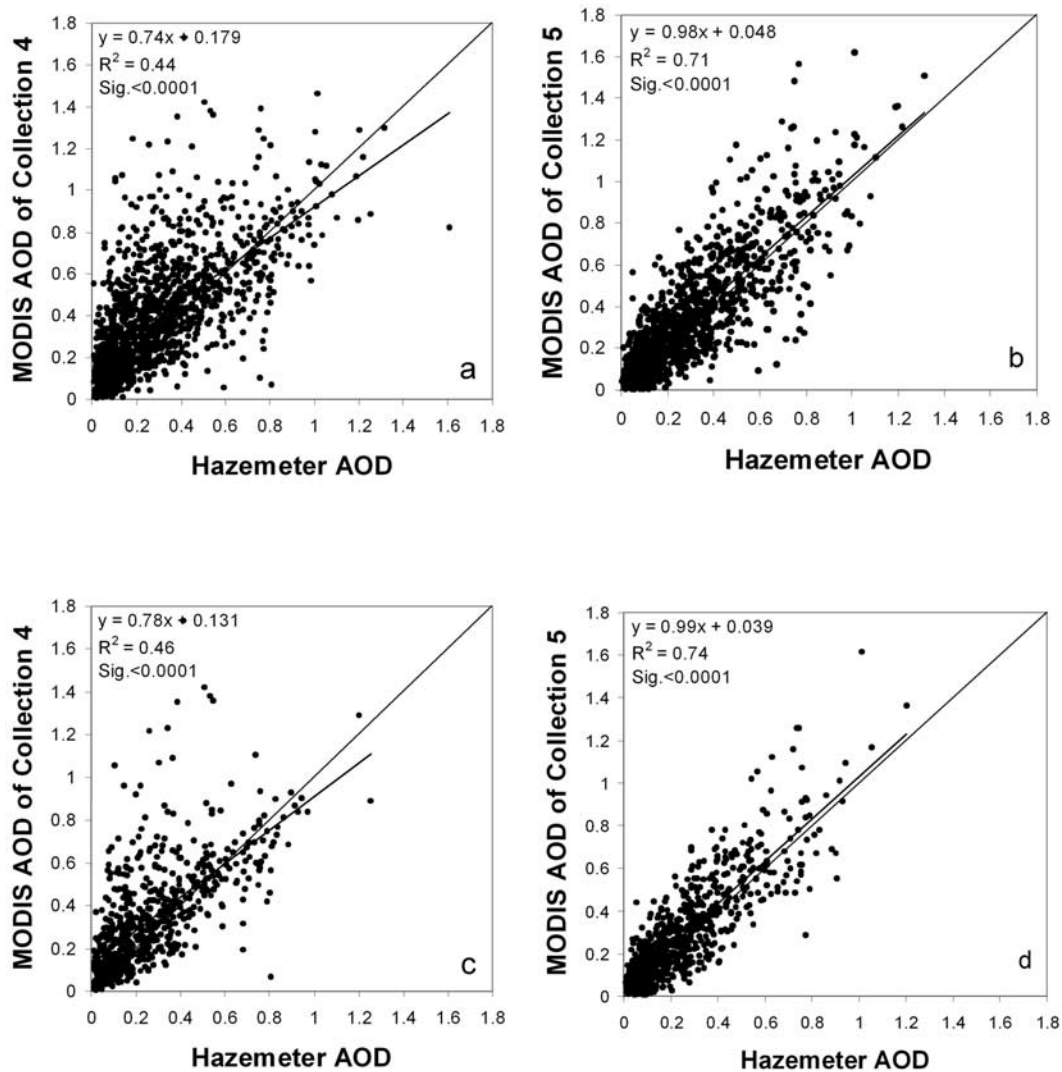 MODIS AOD of Collection 4
1.8
1.6
1.4
1.2
1
0.8
0.6
0.4
0.2
0
y = 0.74x + 0.179
R² = 0.44
Sig.<0.0001
a
0 0.2 0.4 0.6 0.8 1 1.2 1.4 1.6 1.8
Hazemeter AOD
MODIS AOD of Collection 5
1.8
1.6
1.4
1.2
1
0.8
0.6
0.4
0.2
0
y = 0.98x + 0.048
R² = 0.71
Sig.<0.0001
b
0 0.2 0.4 0.6 0.8 1 1.2 1.4 1.6 1.8
Hazemeter AOD
MODIS AOD of Collection 4
1.8
1.6
1.4
1.2
1
0.8
0.6
0.4
0.2
0
y = 0.78x + 0.131
R² = 0.46
Sig.<0.0001
c
0 0.2 0.4 0.6 0.8 1 1.2 1.4 1.6 1.8
Hazemeter AOD
MODIS AOD of Collection 5
1.8
1.6
1.4
1.2
1
0.8
0.6
0.4
0.2
0
y = 0.99x + 0.039
R² = 0.74
Sig.<0.0001
d
0 0.2 0.4 0.6 0.8 1 1.2 1.4 1.6 1.8
Hazemeter AOD